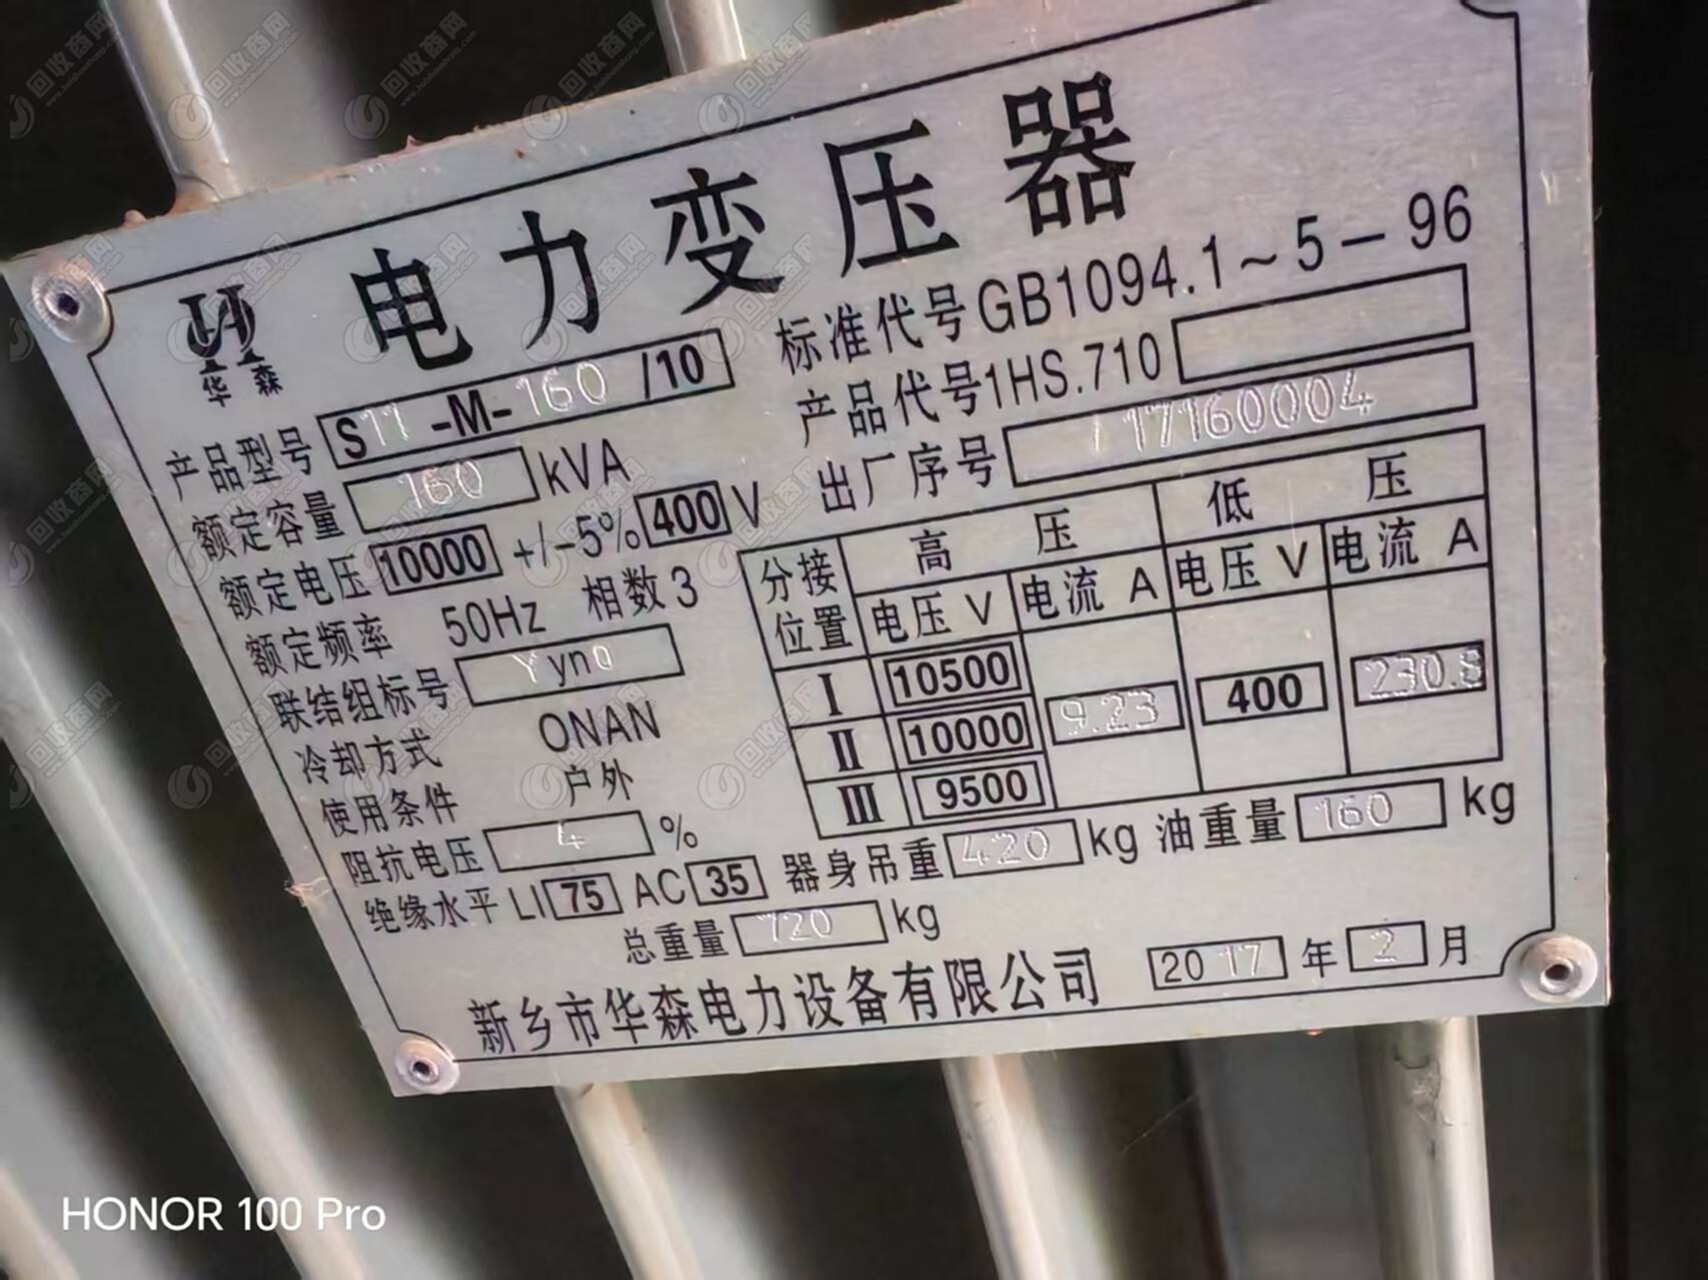 电力变压器
华森
产品型号 S11-M-160/10
标准代号GB1094.1~5-96
额定容量 160 kVA
产品代号1HS.710
额定电压 10000 +/-5% 400 V
出厂序号 / 17160004
额定频率 50Hz 相数3
联结组标号 Yyn0
冷却方式 ONAN
使用条件 户外
阻抗电压 4 %
绝缘水平 LI 75 AC 35
分接位置 高压 低压
电压 V 电流 A 电压 V 电流 A
I 10500
II 10000 9.23 400 230.8
III 9500
器身吊重 420 kg 油重量 160 kg
总重量 720 kg
新乡市华森电力设备有限公司 2017 年 2 月
HONOR 100 Pro
回收商网